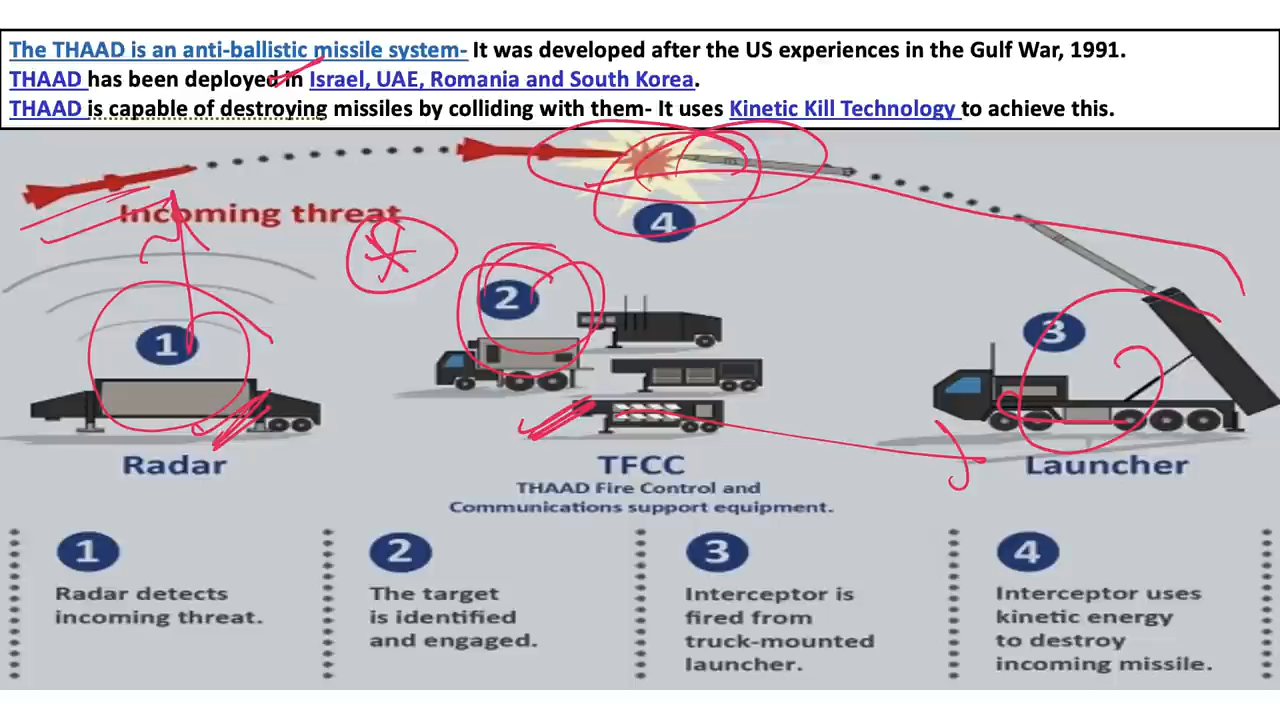 The THAAD is an anti-ballistic missile system- It was developed after the US experiences in the Gulf War, 1991.
THAAD has been deployed in Israel, UAE, Romania and South Korea.
THAAD is capable of destroying missiles by colliding with them- It uses Kinetic Kill Technology to achieve this.
Incoming threat
4
2
1
3
Radar
TFCC
Launcher
THAAD Fire Control and
Communications support equipment.
1
Radar detects
incoming threat.
2
The target
is identified
and engaged.
3
Interceptor is
fired from
truck-mounted
launcher.
4
Interceptor uses
kinetic energy
to destroy
incoming missile.